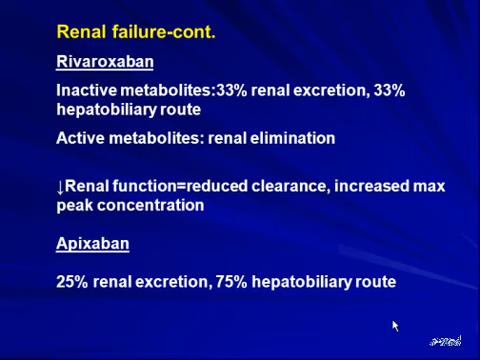 Renal failure-cont.
Rivaroxaban
Inactive metabolites:33% renal excretion, 33%
hepatobiliary route
Active metabolites: renal elimination
↓Renal function=reduced clearance, increased max
peak concentration
Apixaban
25% renal excretion, 75% hepatobiliary route